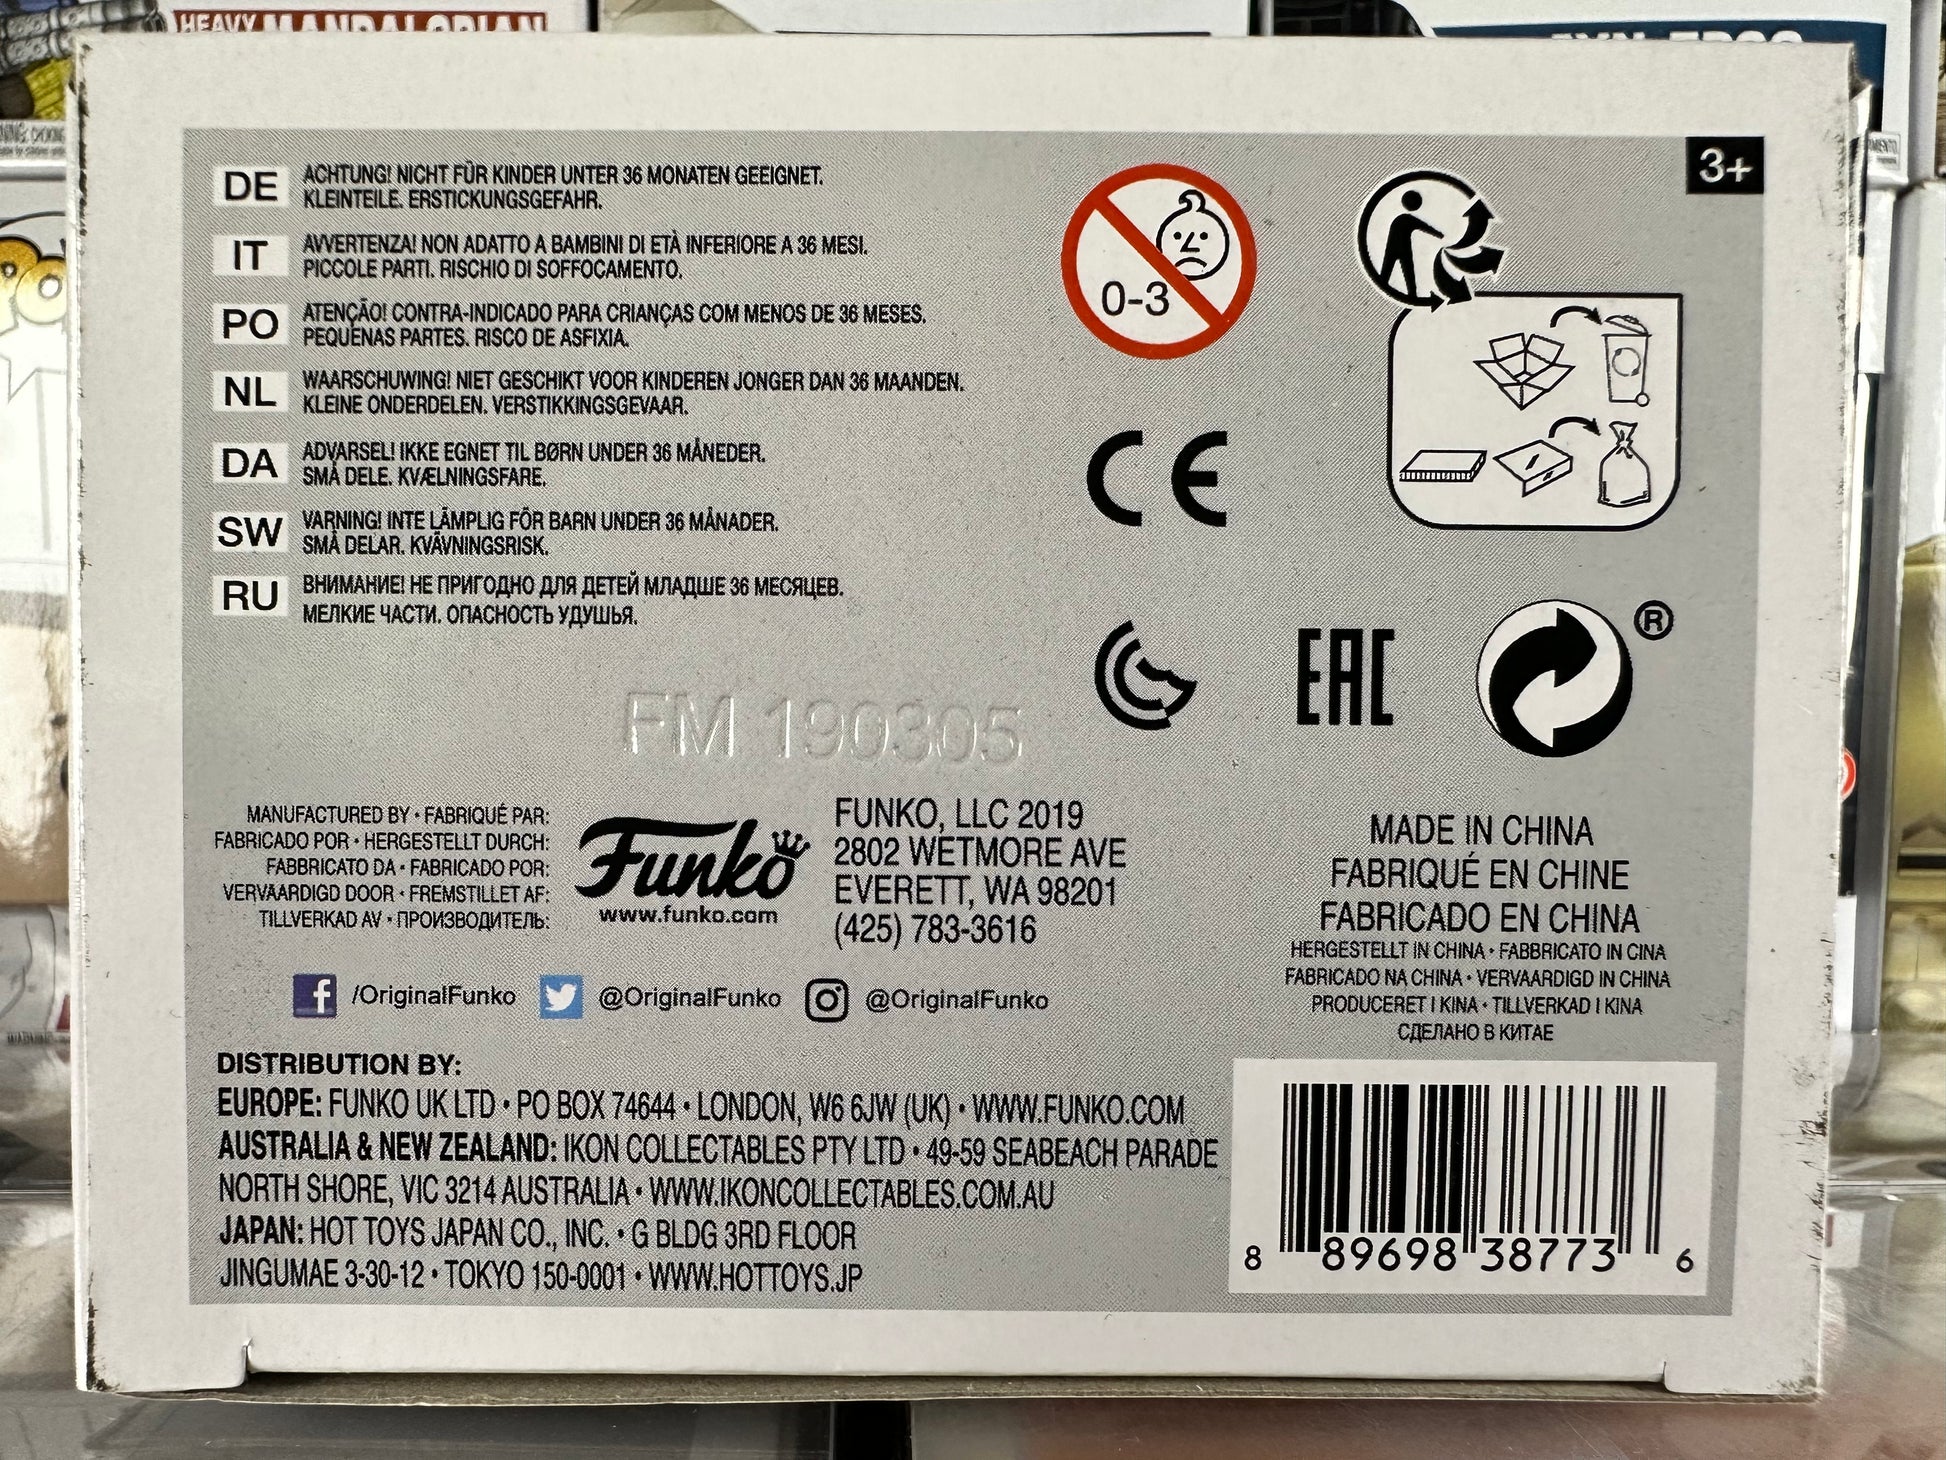 HEAVY MANDALORIAN
3+
DE ACHTUNG! NICHT FÜR KINDER UNTER 36 MONATEN GEEIGNET.
KLEINTEILE. ERSTICKUNGSGEFAHR.
IT AVVERTENZA! NON ADATTO A BAMBINI DI ETÀ INFERIORE A 36 MESI.
PICCOLE PARTI. RISCHIO DI SOFFOCAMENTO.
PO ATENÇÃO! CONTRA-INDICADO PARA CRIANÇAS COM MENOS DE 36 MESES.
PEQUENAS PARTES. RISCO DE ASFIXIA.
NL WAARSCHUWING! NIET GESCHIKT VOOR KINDEREN JONGER DAN 36 MAANDEN.
KLEINE ONDERDELEN. VERSTIKKINGSGEVAAR.
DA ADVARSEL! IKKE EGNET TIL BØRN UNDER 36 MÅNEDER.
SMÅ DELE. KVÆLNINGSFARE.
SW VARNING! INTE LÄMPLIG FÖR BARN UNDER 36 MÅNADER.
SMÅ DELAR. KVÄVNINGSRISK.
RU ВНИМАНИЕ! НЕ ПРИГОДНО ДЛЯ ДЕТЕЙ МЛАДШЕ 36 МЕСЯЦЕВ.
МЕЛКИЕ ЧАСТИ. ОПАСНОСТЬ УДУШЬЯ.
0-3
CE
EAC
®
FM 190305
MANUFACTURED BY • FABRIQUÉ PAR:
FABRICADO POR • HERGESTELLT DURCH:
FABBRICATO DA • FABRICADO POR:
VERVAARDIGD DOOR • FREMSTILLET AF:
TILLVERKAD AV • ПРОИЗВОДИТЕЛЬ:
Funko
www.funko.com
FUNKO, LLC 2019
2802 WETMORE AVE
EVERETT, WA 98201
(425) 783-3616
MADE IN CHINA
FABRIQUÉ EN CHINE
FABRICADO EN CHINA
HERGESTELLT IN CHINA • FABBRICATO IN CINA
FABRICADO NA CHINA • VERVAARDIGD IN CHINA
PRODUCERET I KINA • TILLVERKAD I KINA
СДЕЛАНО В КИТАЕ
/OriginalFunko @OriginalFunko @OriginalFunko
DISTRIBUTION BY:
EUROPE: FUNKO UK LTD • PO BOX 74644 • LONDON, W6 6JW (UK) • WWW.FUNKO.COM
AUSTRALIA & NEW ZEALAND: IKON COLLECTABLES PTY LTD • 49-59 SEABEACH PARADE
NORTH SHORE, VIC 3214 AUSTRALIA • WWW.IKONCOLLECTABLES.COM.AU
JAPAN: HOT TOYS JAPAN CO., INC. • G BLDG 3RD FLOOR
JINGUMAE 3-30-12 • TOKYO 150-0001 • WWW.HOTTOYS.JP
8 89698 38773 6